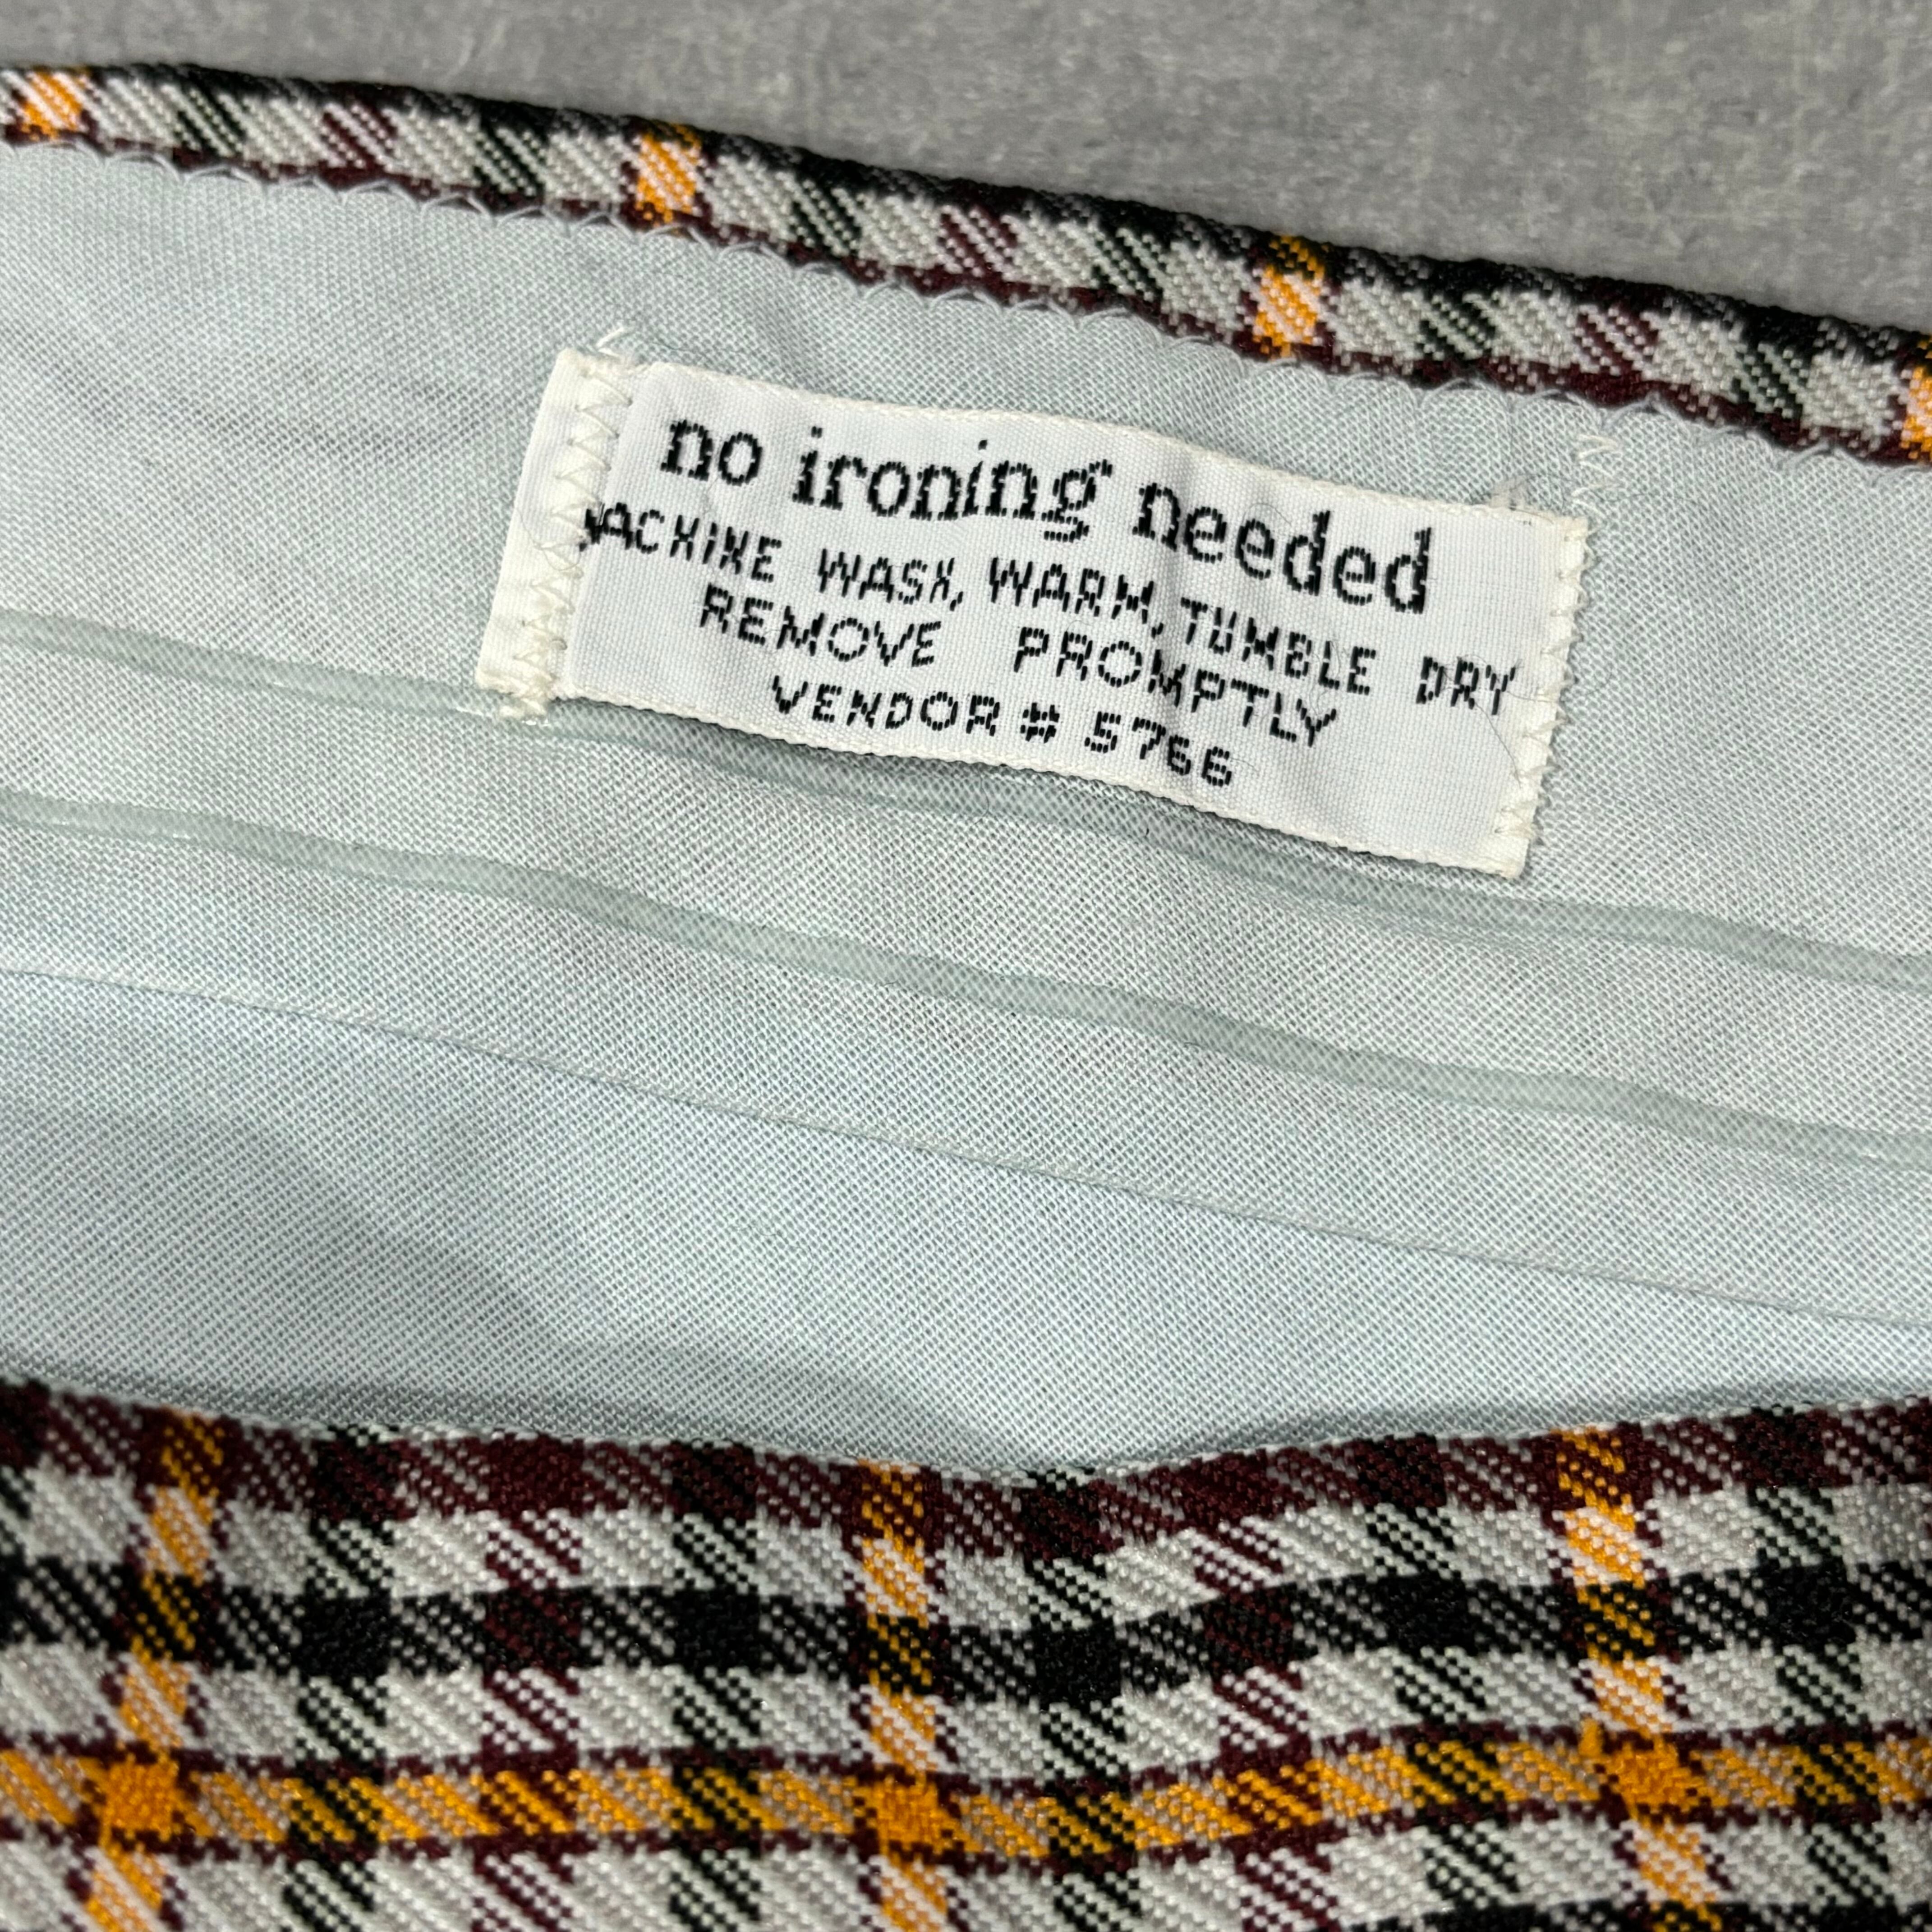 no ironing needed
MACHINE WASH, WARM, TUMBLE DRY
REMOVE PROMPTLY
VENDOR # 5766